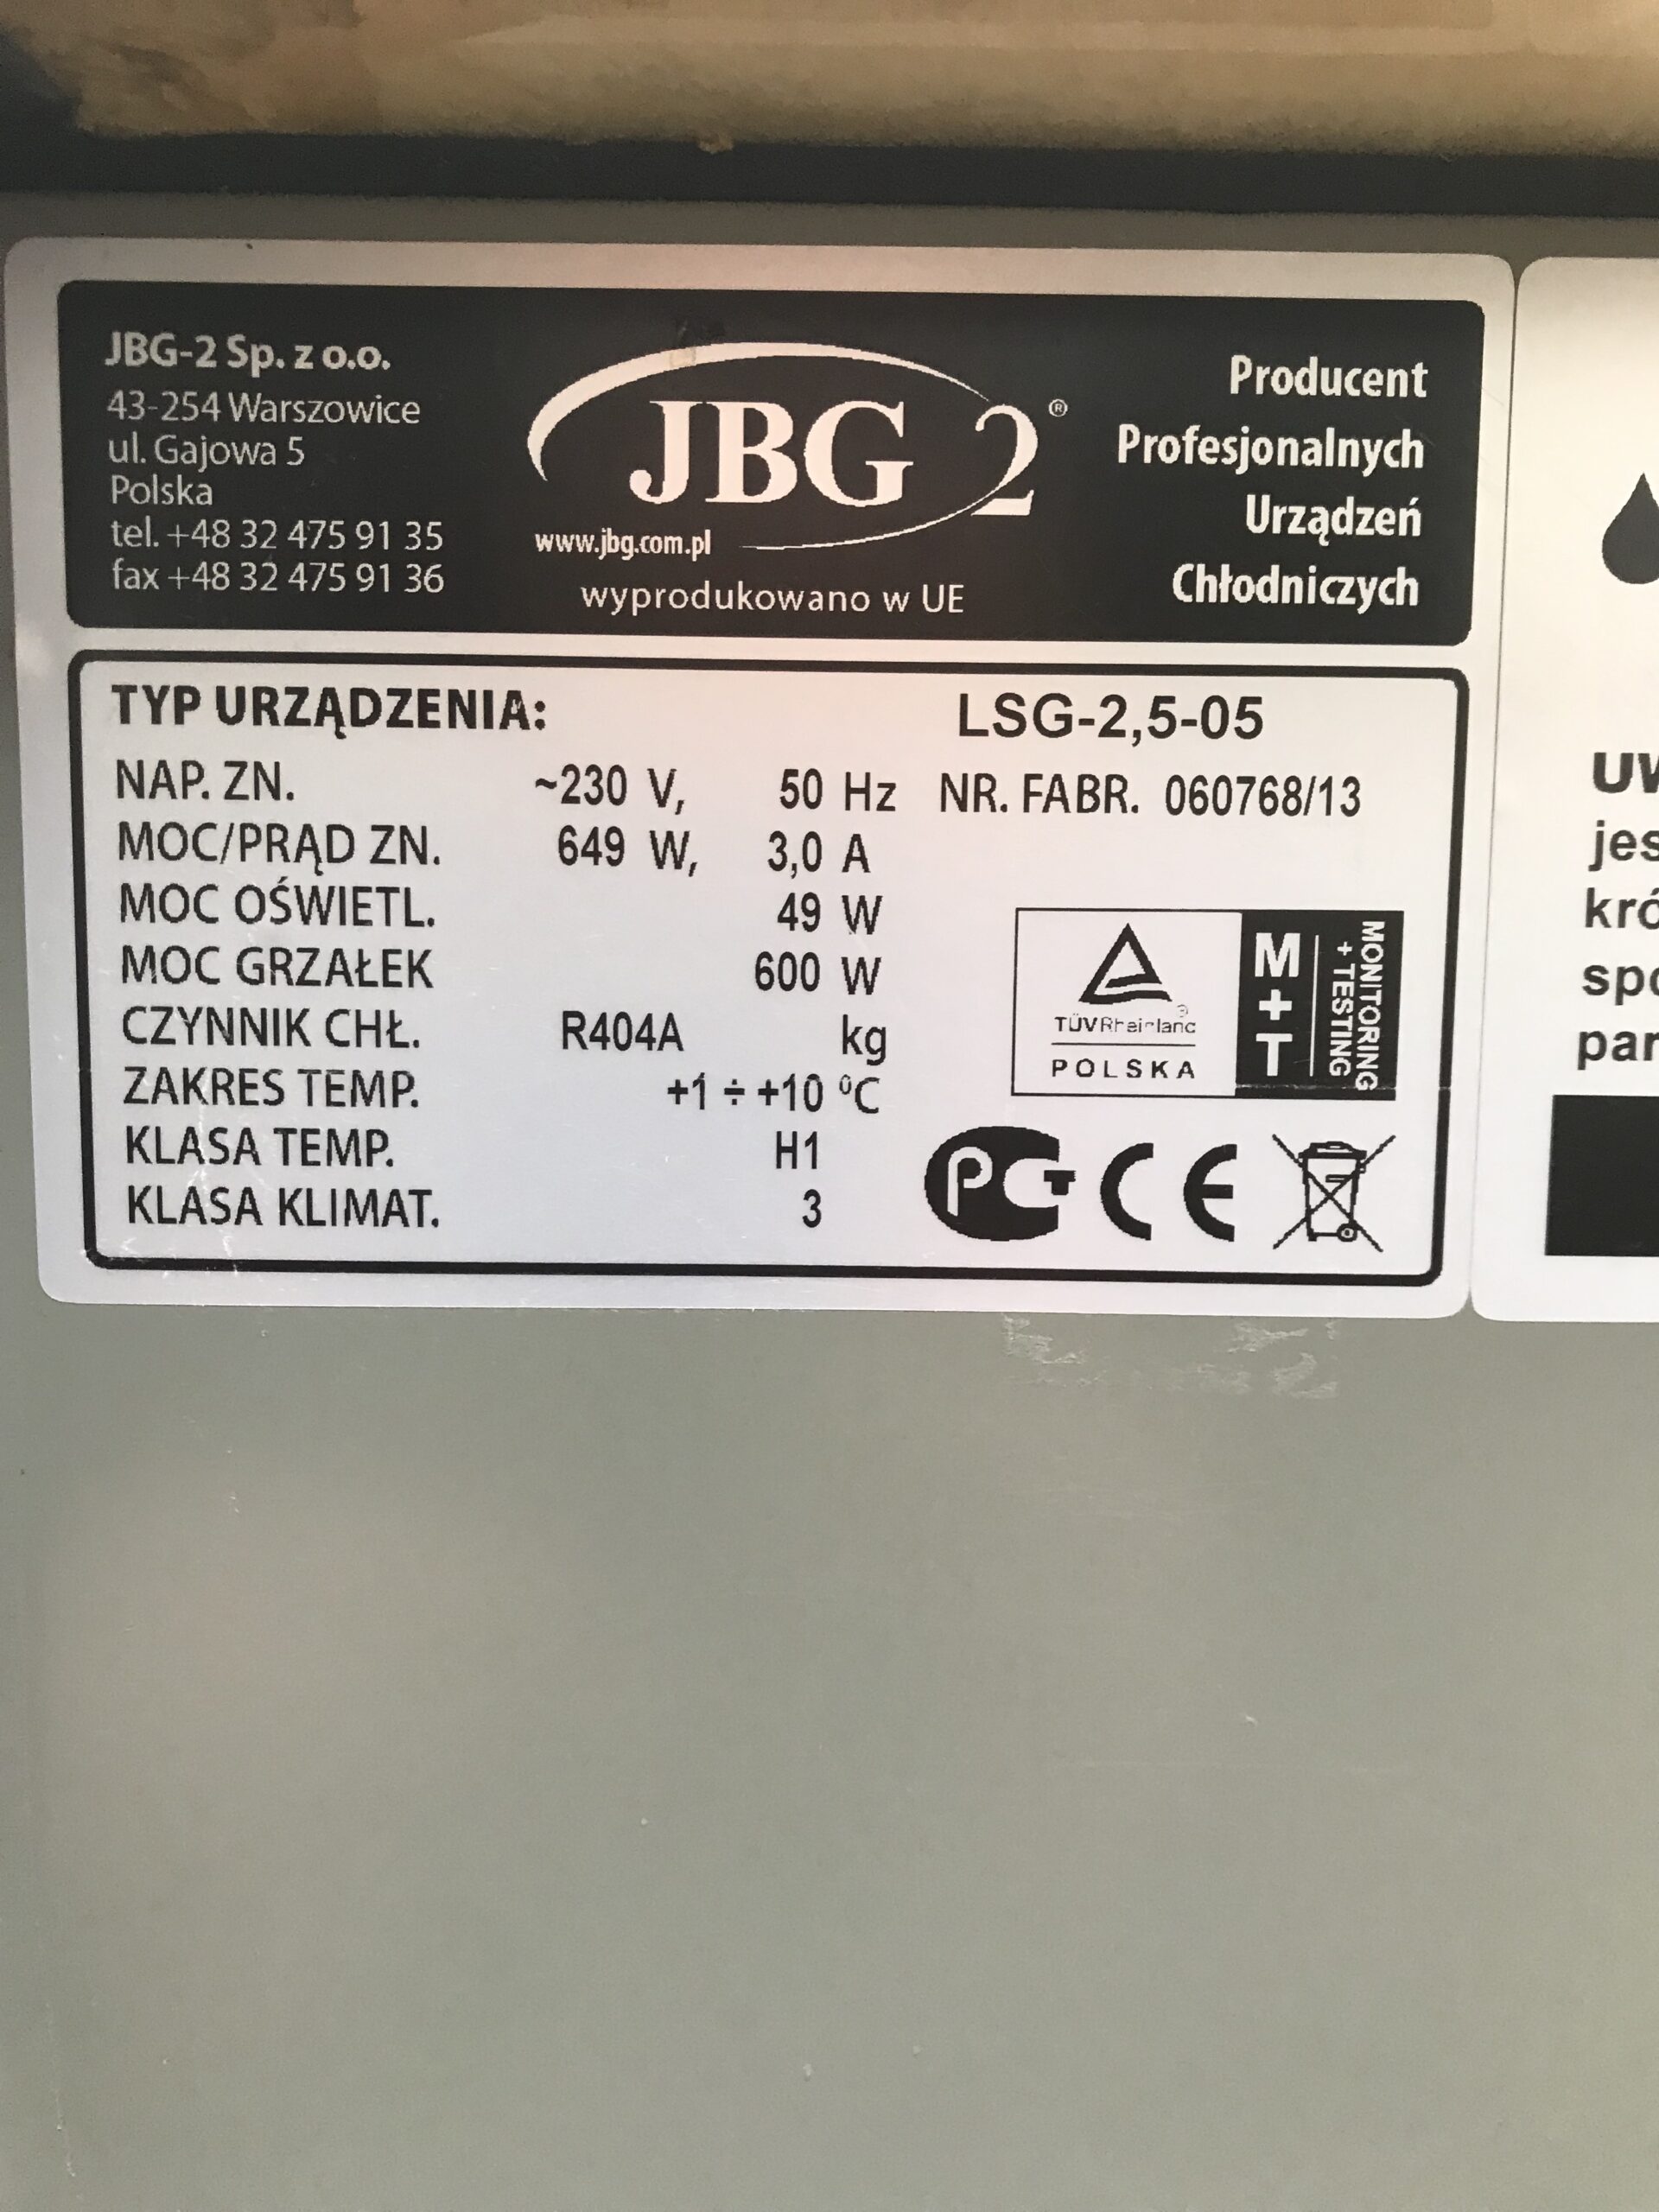 JBG-2 Sp. z o.o.
43-254 Warszowice
ul. Gajowa 5
Polska
tel. +48 32 475 91 35
fax +48 32 475 91 36
JBG 2®
www.jbg.com.pl
wyprodukowano w UE
Producent
Profesjonalnych
Urządzeń
Chłodniczych
TYP URZĄDZENIA: LSG-2,5-05
NAP. ZN. ~230 V, 50 Hz NR. FABR. 060768/13
MOC/PRĄD ZN. 649 W, 3,0 A
MOC OŚWIETL. 49 W
MOC GRZAŁEK 600 W
CZYNNIK CHŁ. R404A kg
ZAKRES TEMP. +1 ÷ +10 ⁰C
KLASA TEMP. H1
KLASA KLIMAT. 3
TÜVRheinland®
POLSKA
M+T
MONITORING
+ TESTING
PCT CE
jes
kró
spo
par